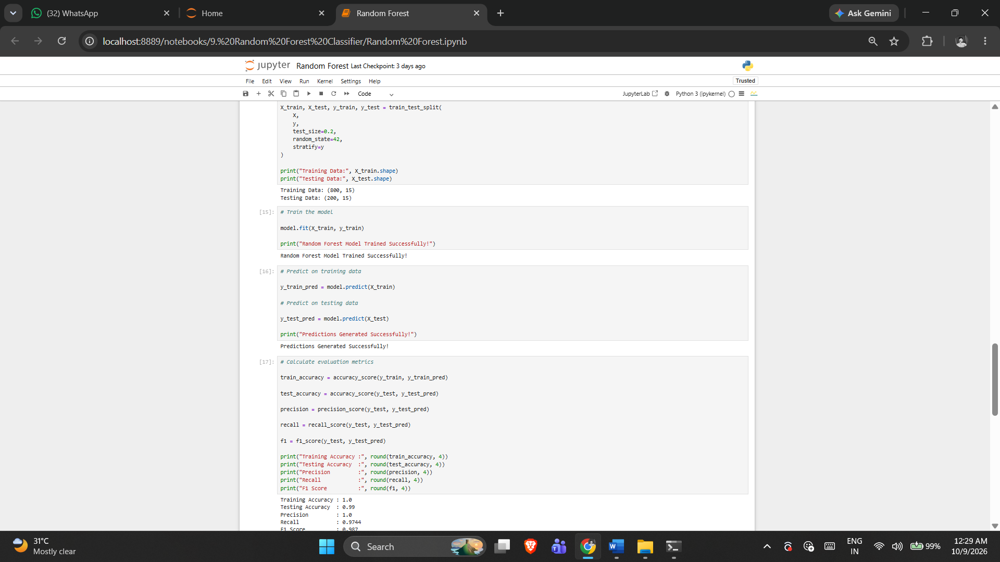 (32) WhatsApp
Home
Random Forest
Ask Gemini
localhost:8889/notebooks/9.%20Random%20Forest%20Classifier/Random%20Forest.ipynb
jupyter Random Forest Last Checkpoint: 3 days ago
File Edit View Run Kernel Settings Help
Trusted
Code
JupyterLab
Python 3 (ipykernel)
X_train, X_test, y_train, y_test = train_test_split(
    X,
    y,
    test_size=0.2,
    random_state=42,
    stratify=y
)
print("Training Data:", X_train.shape)
print("Testing Data:", X_test.shape)
Training Data: (800, 15)
Testing Data: (200, 15)
[15]: # Train the model
model.fit(X_train, y_train)
print("Random Forest Model Trained Successfully!")
Random Forest Model Trained Successfully!
[16]: # Predict on training data
y_train_pred = model.predict(X_train)
# Predict on testing data
y_test_pred = model.predict(X_test)
print("Predictions Generated Successfully!")
Predictions Generated Successfully!
[17]: # Calculate evaluation metrics
train_accuracy = accuracy_score(y_train, y_train_pred)
test_accuracy = accuracy_score(y_test, y_test_pred)
precision = precision_score(y_test, y_test_pred)
recall = recall_score(y_test, y_test_pred)
f1 = f1_score(y_test, y_test_pred)
print("Training Accuracy :", round(train_accuracy, 4))
print("Testing Accuracy  :", round(test_accuracy, 4))
print("Precision         :", round(precision, 4))
print("Recall            :", round(recall, 4))
print("F1 Score          :", round(f1, 4))
Training Accuracy : 1.0
Testing Accuracy  : 0.99
Precision         : 1.0
Recall            : 0.9744
F1 Score          : 0.987
31°C
Mostly clear
Search
ENG
IN
99%
12:29 AM
10/9/2026